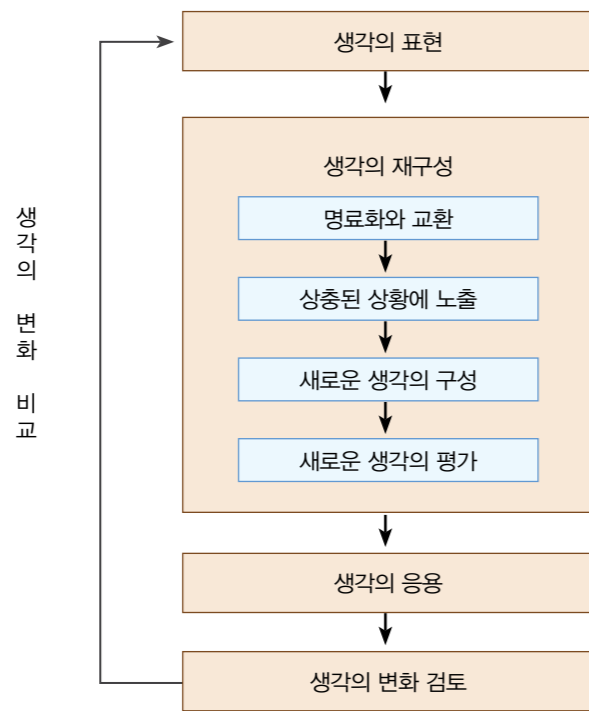 생각의 표현
생각의 재구성
명료화와 교환
상충된 상황에 노출
새로운 생각의 구성
새로운 생각의 평가
생각의 응용
생각의 변화 검토
생각의 변화 비교